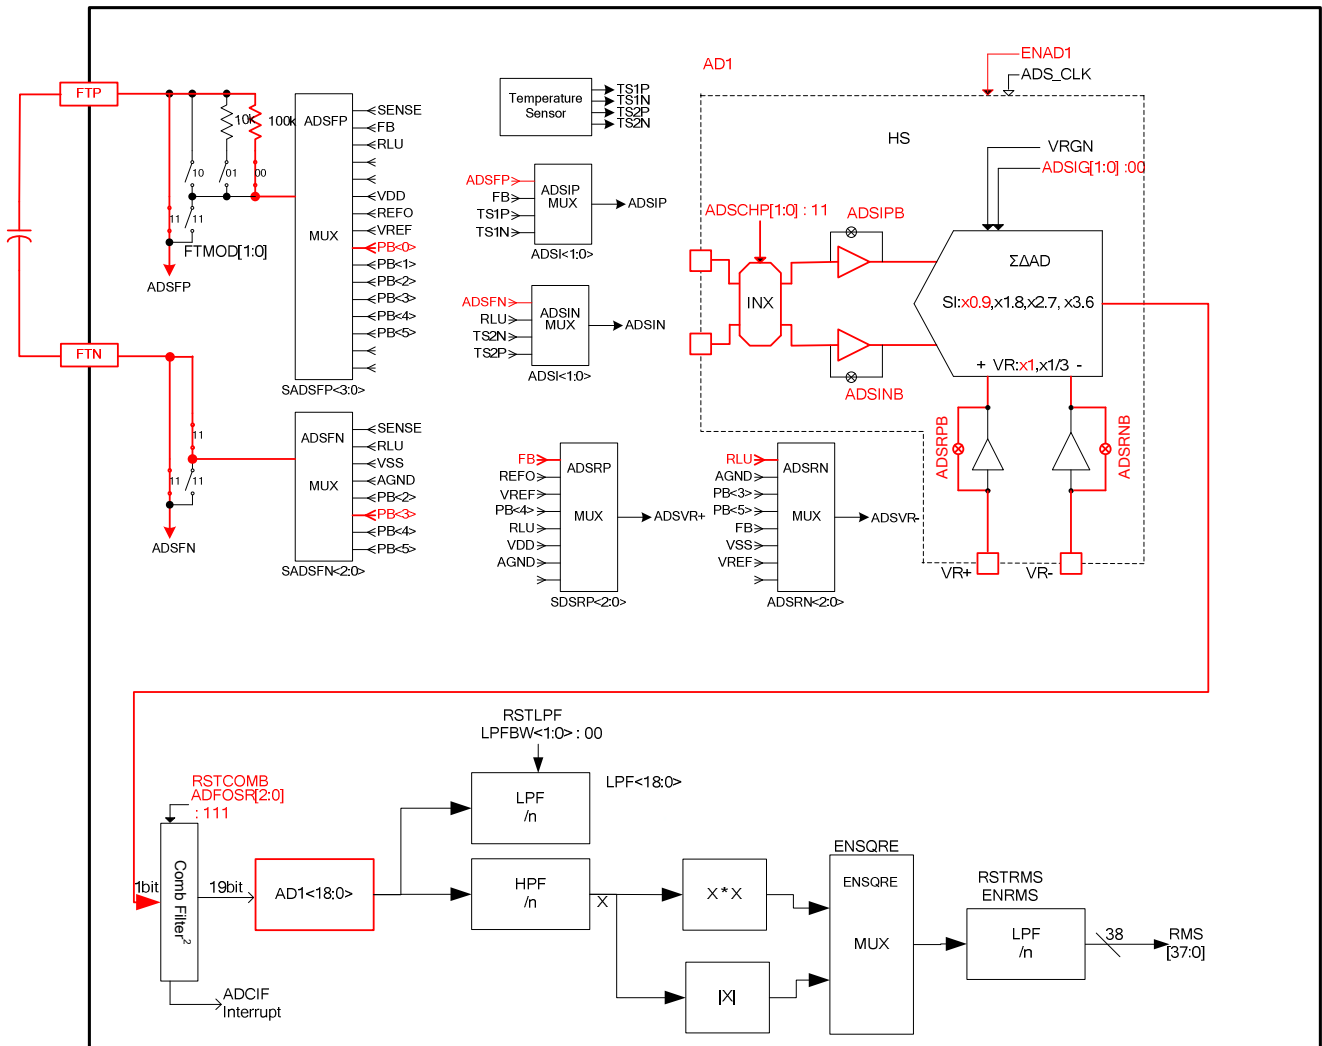 ENAD1
ADS_CLK
AD1
HS
FTP
10k
100k
10
01
00
11
11
FTMOD[1:0]
ADSFP
ADSFP
MUX
SENSE
FB
RLU
VDD
REFO
VREF
PB<0>
PB<1>
PB<2>
PB<3>
PB<4>
PB<5>
SADSFP<3:0>
Temperature
Sensor
TS1P
TS1N
TS2P
TS2N
ADSFP
FB
TS1P
TS1N
ADSIP
MUX
ADSIP
ADSI<1:0>
ADSFN
RLU
TS2N
TS2P
ADSIN
MUX
ADSIN
ADSI<1:0>
VRGN
ADSIG[1:0] :00
ADSCHP[1:0] : 11
ADSIPB
INX
ADSINB
ΣΔAD
SI:x0.9,x1.8,x2.7, x3.6
+ VR:x1,x1/3 -
ADSRPB
ADSRNB
VR+
VR-
FTN
11
11
11
ADSFN
ADSFN
MUX
SENSE
RLU
VSS
AGND
PB<2>
PB<3>
PB<4>
PB<5>
SADSFN<2:0>
FB
REFO
VREF
PB<4>
RLU
VDD
AGND
ADSRP
MUX
ADSVR+
SDSRP<2:0>
RLU
AGND
PB<3>
PB<5>
FB
VSS
VREF
ADSRN
MUX
ADSVR-
ADSRN<2:0>
RSTLPF
LPFBW<1:0> : 00
LPF<18:0>
LPF
/n
RSTCOMB
ADFOSR[2:0]
: 111
1bit
Comb Filter2
19bit
AD1<18:0>
ADCIF
Interrupt
HPF
/n
X
X*X
|X|
ENSQRE
ENSQRE
MUX
RSTRMS
ENRMS
LPF
/n
38
RMS
[37:0]